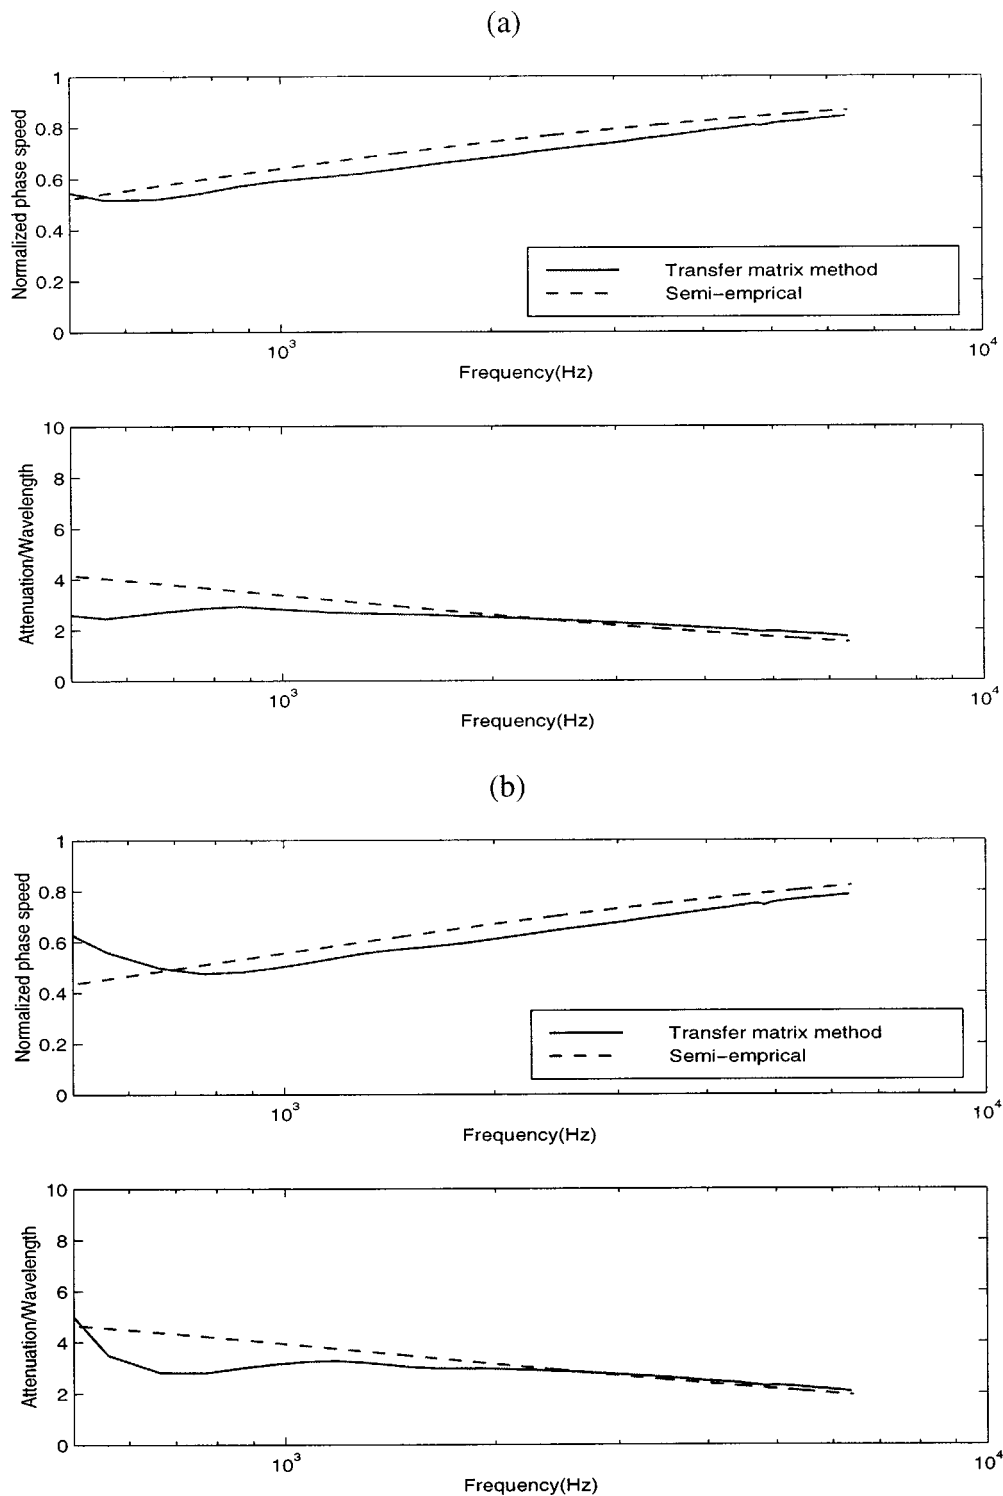 (a)
1
0.8
0.6
0.4
0.2
0
Normalized phase speed
Transfer matrix method
Semi-emprical
10³
10⁴
Frequency(Hz)
10
8
6
4
2
0
Attenuation/Wavelength
10³
10⁴
Frequency(Hz)
(b)
1
0.8
0.6
0.4
0.2
0
Normalized phase speed
Transfer matrix method
Semi-emprical
10³
10⁴
Frequency(Hz)
10
8
6
4
2
0
Attenuation/Wavelength
10³
10⁴
Frequency(Hz)